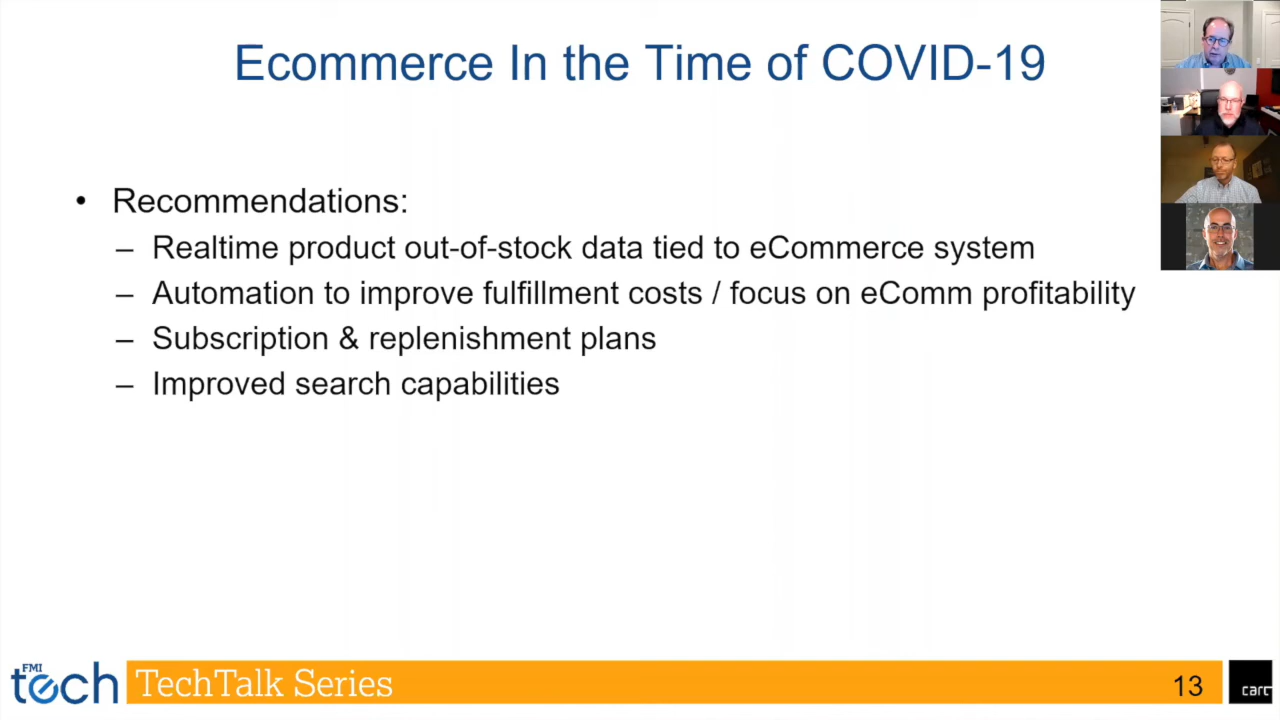 Ecommerce In the Time of COVID-19
• Recommendations:
– Realtime product out-of-stock data tied to eCommerce system
– Automation to improve fulfillment costs / focus on eComm profitability
– Subscription & replenishment plans
– Improved search capabilities
FMI
tech
TechTalk Series
13
carc